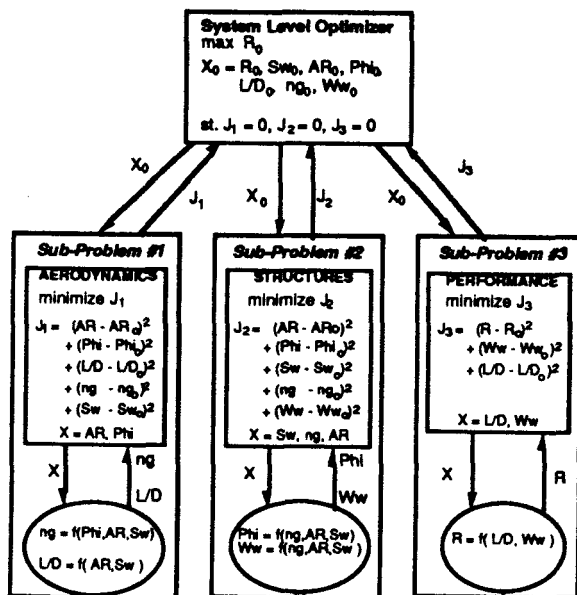 System Level Optimizer
max R₀
X₀ = R₀, Sw₀, AR₀, Phi₀,
L/D₀, ng₀, Ww₀
st. J₁ = 0, J₂ = 0, J₃ = 0
X₀
J₁
X₀
J₂
X₀
J₃
Sub-Problem #1
AERODYNAMICS
minimize J₁
J₁ = (AR - AR₀)²
+ (Phi - Phi₀)²
+ (L/D - L/D₀)²
+ (ng - ng₀)²
+ (Sw - Sw₀)²
X = AR, Phi
X
ng
L/D
ng = f(Phi,AR,Sw)
L/D = f( AR,Sw )
Sub-Problem #2
STRUCTURES
minimize J₂
J₂ = (AR - ARo)²
+ (Phi - Phi₀)²
+ (Sw - Sw₀)²
+ (ng - ng₀)²
+ (Ww - Ww₀)²
X = Sw, ng, AR
X
Phi
Ww
Phi = f(ng,AR,Sw)
Ww = f(ng,AR,Sw )
Sub-Problem #3
PERFORMANCE
minimize J₃
J₃ = (R - R₀)²
+ (Ww - Ww₀)²
+ (L/D - L/D₀)²
X = L/D, Ww
X
R
R = f( L/D, Ww )